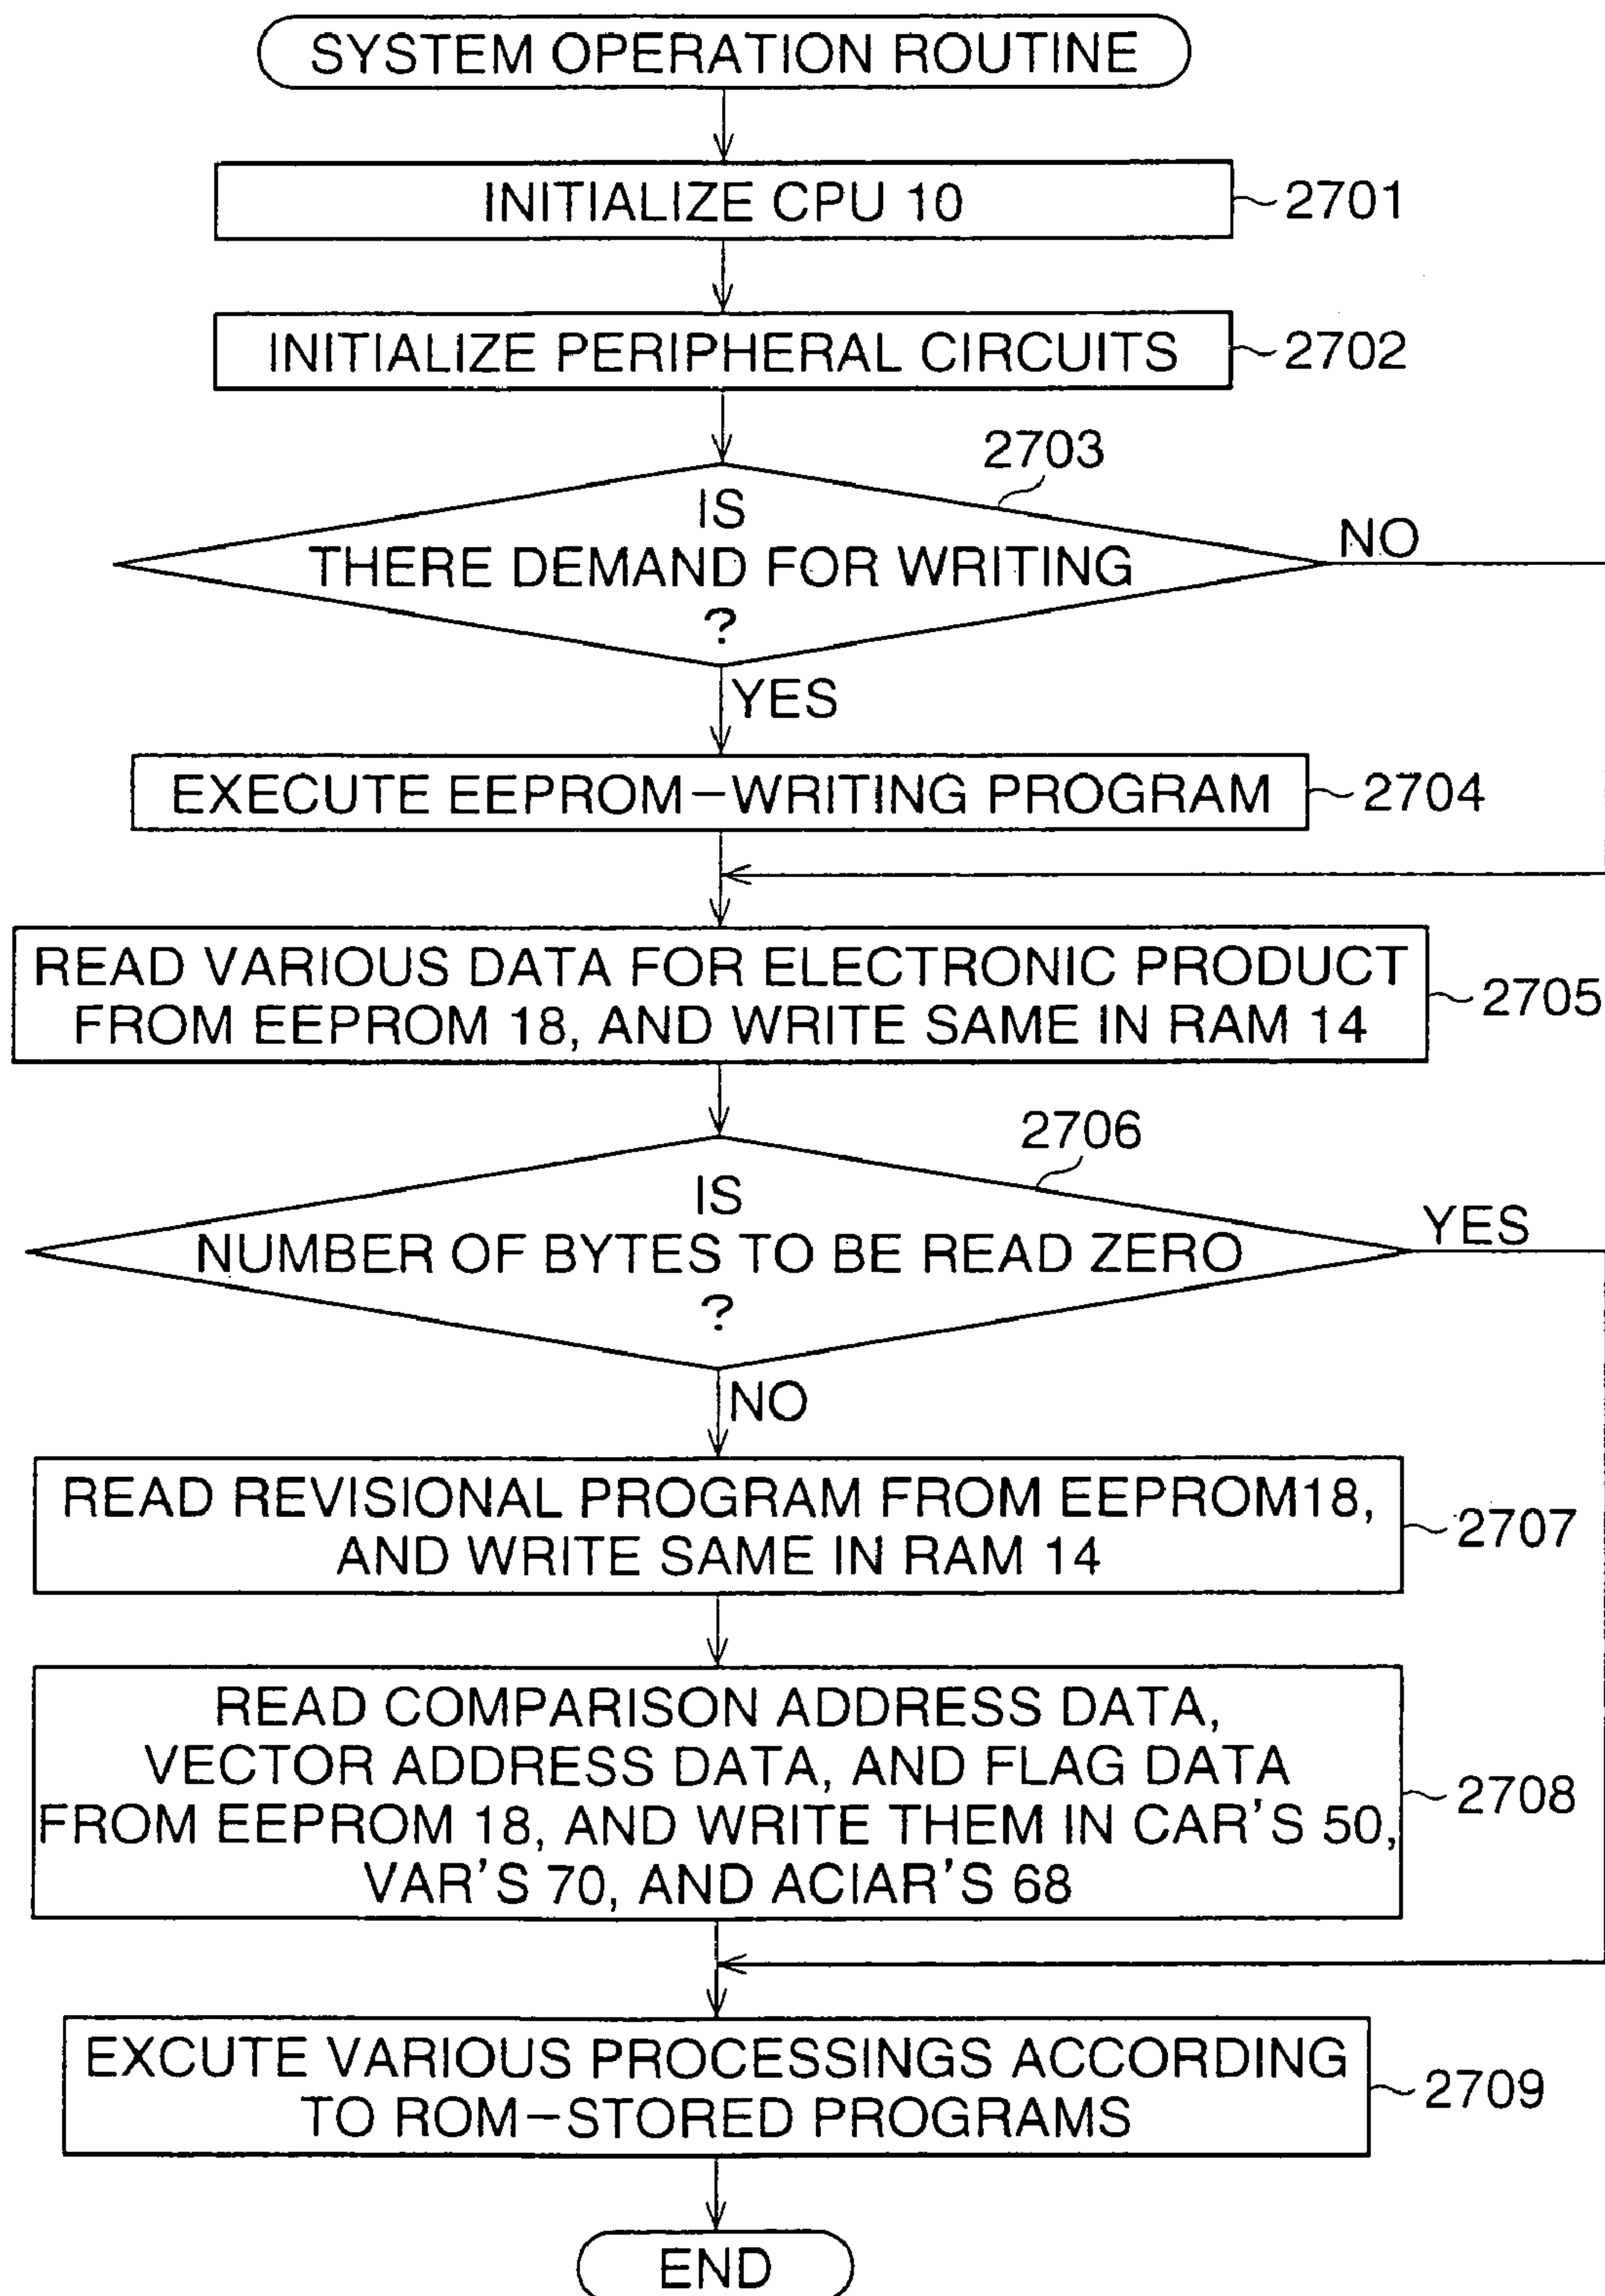 SYSTEM OPERATION ROUTINE
INITIALIZE CPU 10
2701
INITIALIZE PERIPHERAL CIRCUITS
2702
2703
IS
THERE DEMAND FOR WRITING
?
NO
YES
EXECUTE EEPROM-WRITING PROGRAM
2704
READ VARIOUS DATA FOR ELECTRONIC PRODUCT
FROM EEPROM 18, AND WRITE SAME IN RAM 14
2705
2706
IS
NUMBER OF BYTES TO BE READ ZERO
?
YES
NO
READ REVISIONAL PROGRAM FROM EEPROM18,
AND WRITE SAME IN RAM 14
2707
READ COMPARISON ADDRESS DATA,
VECTOR ADDRESS DATA, AND FLAG DATA
FROM EEPROM 18, AND WRITE THEM IN CAR'S 50,
VAR'S 70, AND ACIAR'S 68
2708
EXCUTE VARIOUS PROCESSINGS ACCORDING
TO ROM-STORED PROGRAMS
2709
END